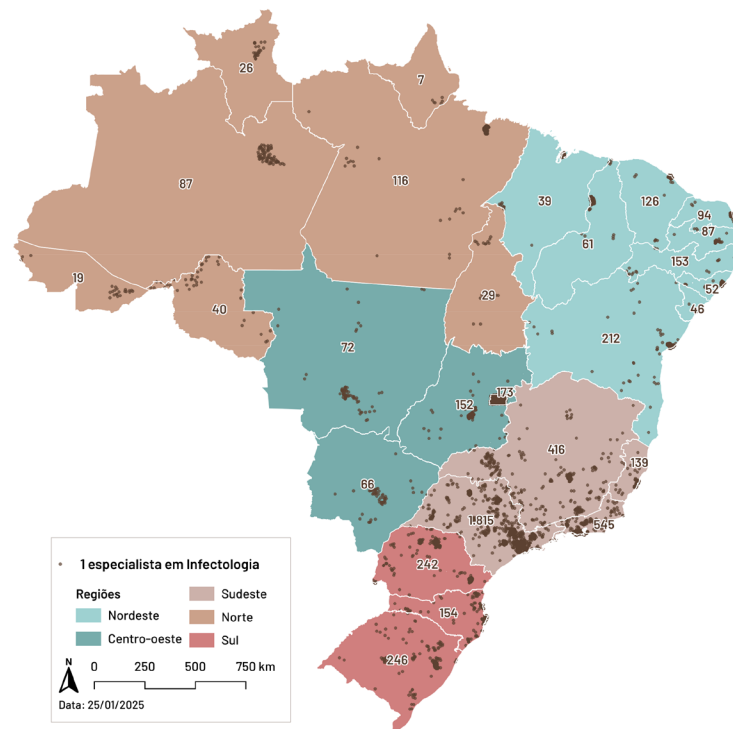 26
7
87
116
39
126
94
87
61
153
19
52
29
46
40
212
72
173
152
416
139
66
1.815
545
242
154
246
1 especialista em Infectologia
Regiões
Sudeste
Nordeste
Norte
Centro-oeste
Sul
N
0 250 500 750 km
Data: 25/01/2025